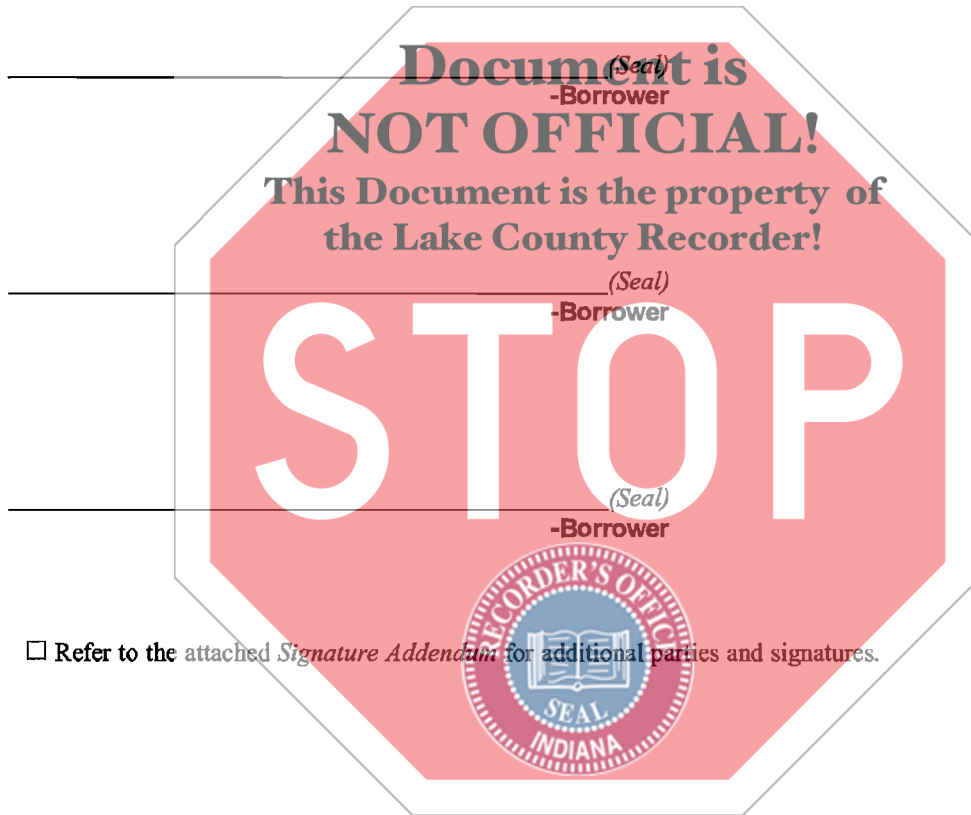 Document is
(Seal)
-Borrower
NOT OFFICIAL!
This Document is the property of
the Lake County Recorder!
(Seal)
-Borrower
STOP
(Seal)
-Borrower
RECORDER'S OFFICE
☐ Refer to the attached Signature Addendum for additional parties and signatures.
SEAL
INDIANA